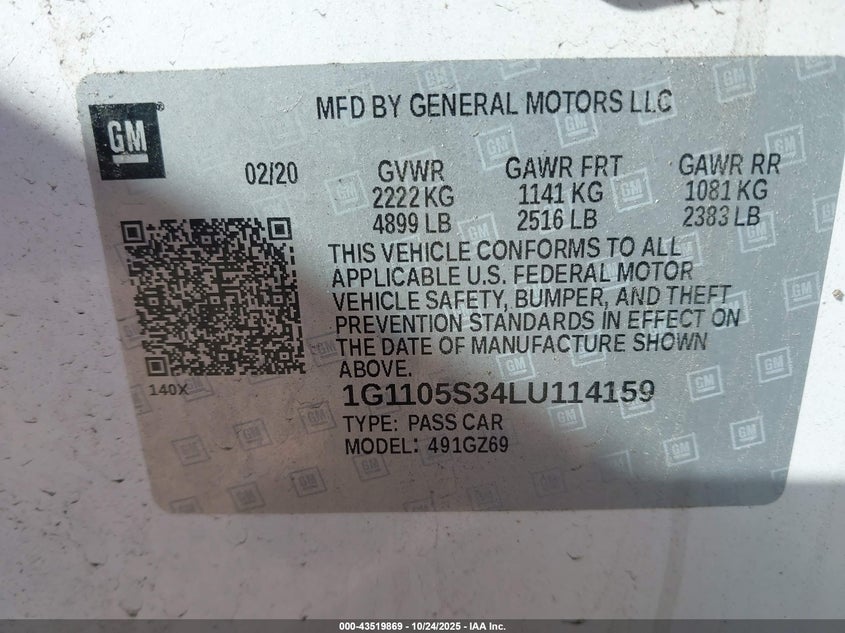 MFD BY GENERAL MOTORS LLC
GM
02/20
GVWR
2222 KG
4899 LB
GAWR FRT
1141 KG
2516 LB
GAWR RR
1081 KG
2383 LB
THIS VEHICLE CONFORMS TO ALL
APPLICABLE U.S. FEDERAL MOTOR
VEHICLE SAFETY, BUMPER, AND THEFT
PREVENTION STANDARDS IN EFFECT ON
THE DATE OF MANUFACTURE SHOWN
ABOVE.
140X
1G1105S34LU114159
TYPE: PASS CAR
MODEL: 491GZ69
000-43519869 - 10/24/2025 - IAA Inc.